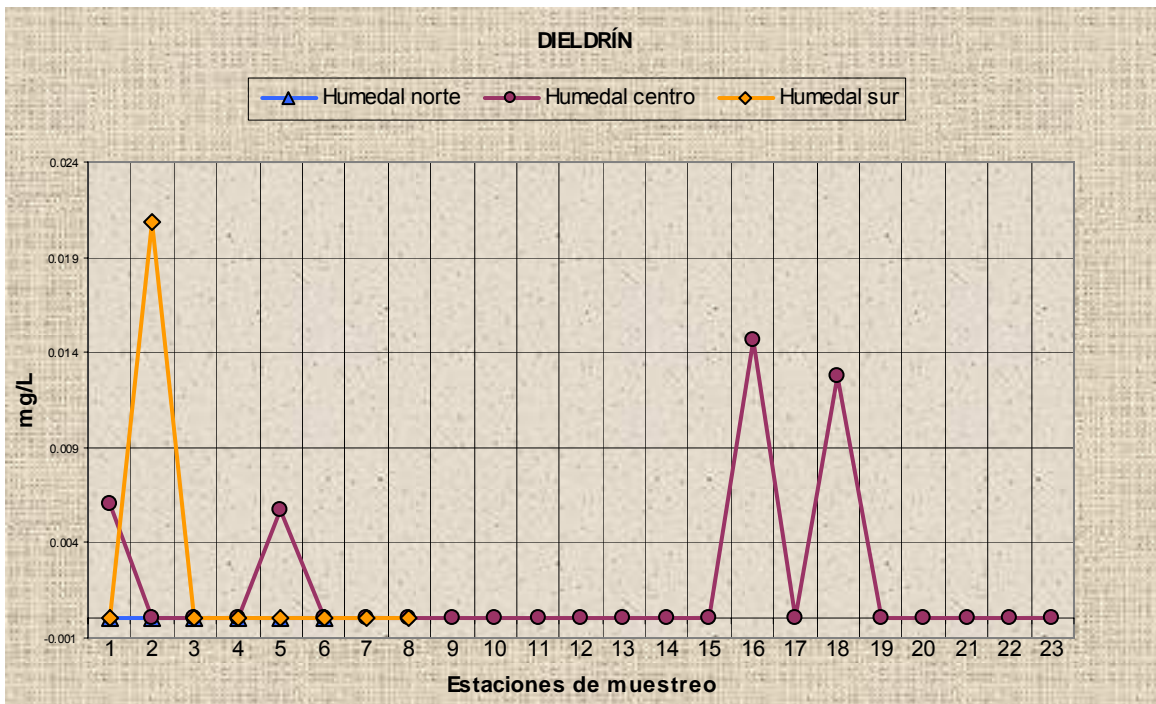 DIELDRÍN
Humedal norte Humedal centro Humedal sur
0.024
0.019
0.014
0.009
0.004
-0.001
mg/L
1 2 3 4 5 6 7 8 9 10 11 12 13 14 15 16 17 18 19 20 21 22 23
Estaciones de muestreo